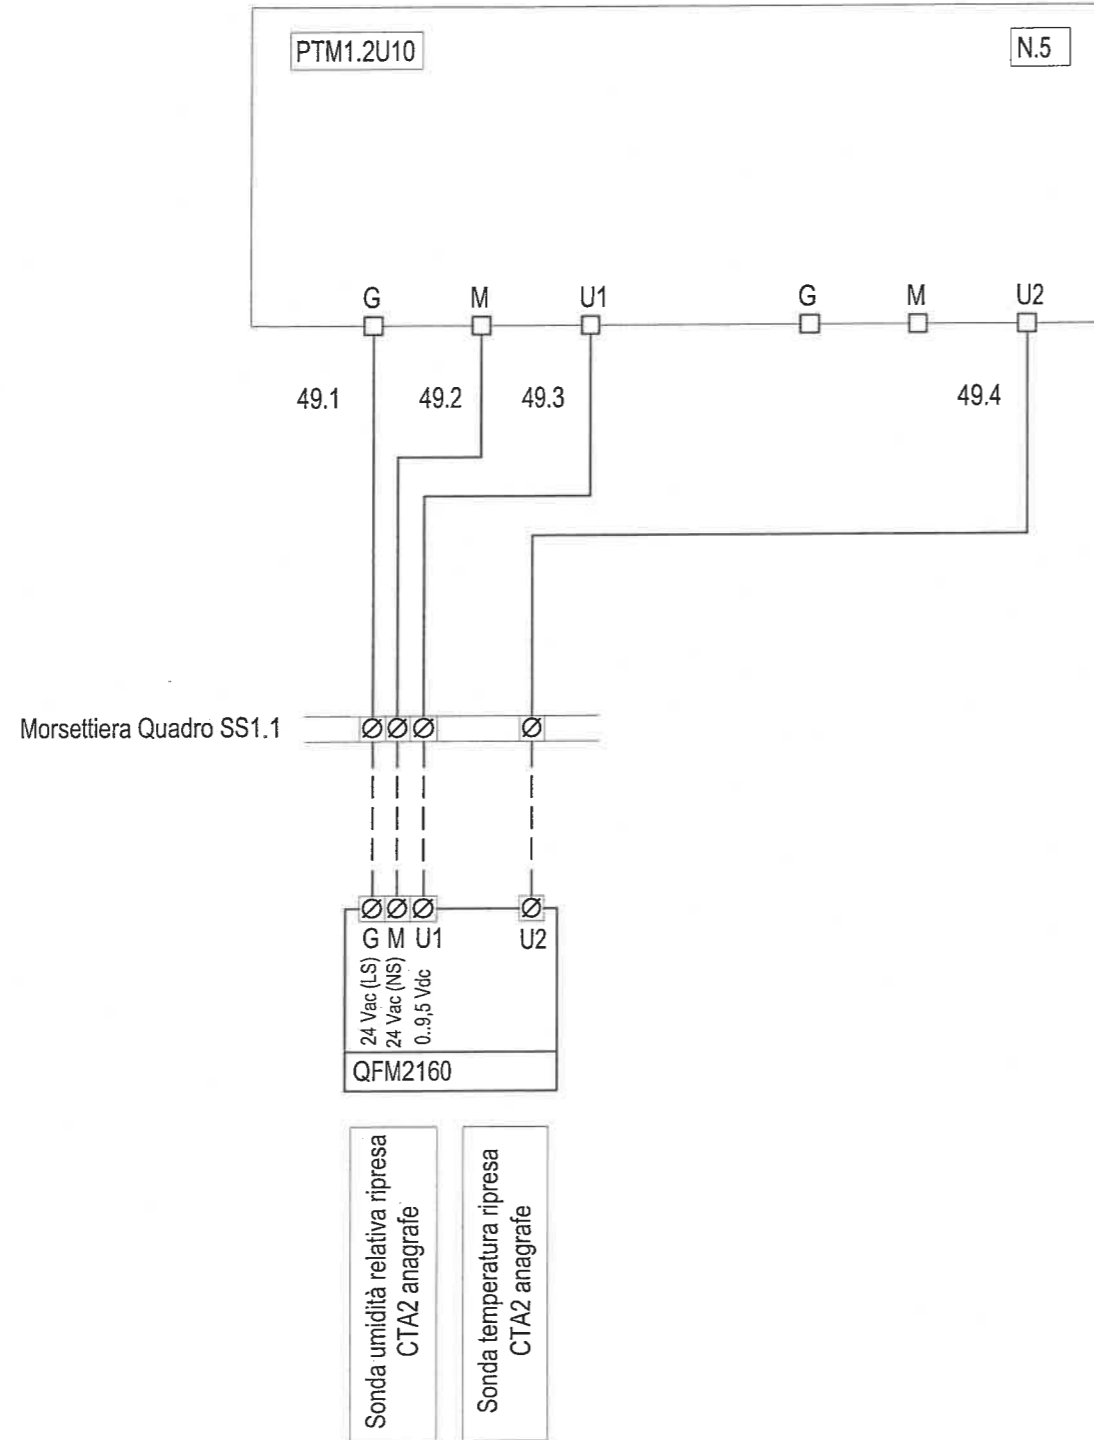 PTM1.2U10
N.5
G
M
U1
G
M
U2
49.1
49.2
49.3
49.4
Morsettiera Quadro SS1.1
G
M
U1
U2
24 Vac (LS)
24 Vac (NS)
0..9,5 Vdc
QFM2160
Sonda umidità relativa ripresa
CTA2 anagrafe
Sonda temperatura ripresa
CTA2 anagrafe